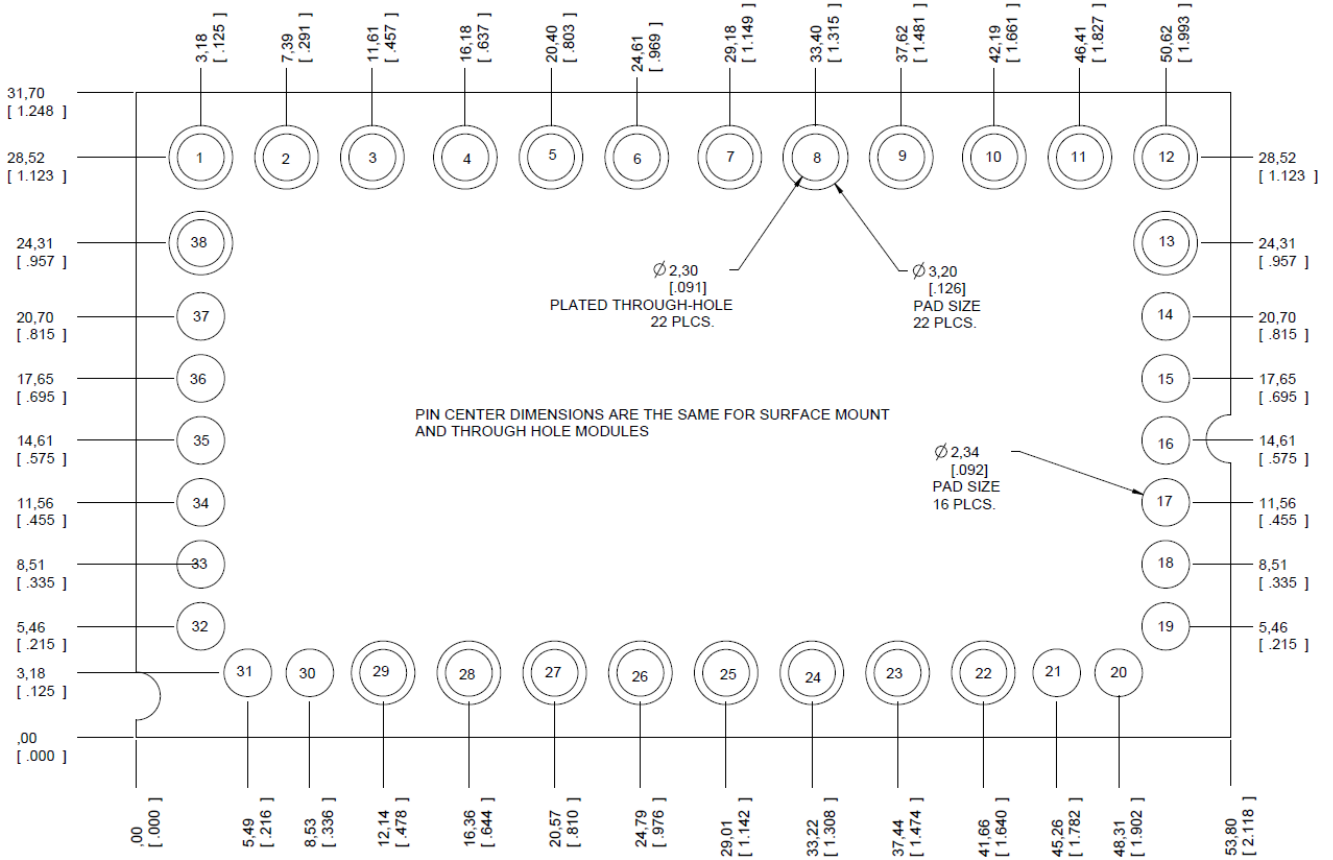 3,18
[ .125 ]
7,39
[ .291 ]
11,61
[ .457 ]
16,18
[ .637 ]
20,40
[ .803 ]
24,61
[ .969 ]
29,18
[ 1.149 ]
33,40
[ 1.315 ]
37,62
[ 1.481 ]
42,19
[ 1.661 ]
46,41
[ 1.827 ]
50,62
[ 1.993 ]
31,70
[ 1.248 ]
28,52
[ 1.123 ]
1
2
3
4
5
6
7
8
9
10
11
12
28,52
[ 1.123 ]
24,31
[ .957 ]
38
13
24,31
[ .957 ]
Ø 2,30
[.091]
PLATED THROUGH-HOLE
22 PLCS.
Ø 3,20
[.126]
PAD SIZE
22 PLCS.
20,70
[ .815 ]
37
14
20,70
[ .815 ]
17,65
[ .695 ]
36
15
17,65
[ .695 ]
PIN CENTER DIMENSIONS ARE THE SAME FOR SURFACE MOUNT
AND THROUGH HOLE MODULES
14,61
[ .575 ]
35
16
14,61
[ .575 ]
Ø 2,34
[.092]
PAD SIZE
16 PLCS.
11,56
[ .455 ]
34
17
11,56
[ .455 ]
8,51
[ .335 ]
33
18
8,51
[ .335 ]
5,46
[ .215 ]
32
19
5,46
[ .215 ]
3,18
[ .125 ]
31
30
29
28
27
26
25
24
23
22
21
20
,00
[ .000 ]
,00
[ .000 ]
5,49
[ .216 ]
8,53
[ .336 ]
12,14
[ .478 ]
16,36
[ .644 ]
20,57
[ .810 ]
24,79
[ .976 ]
29,01
[ 1.142 ]
33,22
[ 1.308 ]
37,44
[ 1.474 ]
41,66
[ 1.640 ]
45,26
[ 1.782 ]
48,31
[ 1.902 ]
53,80
[ 2.118 ]